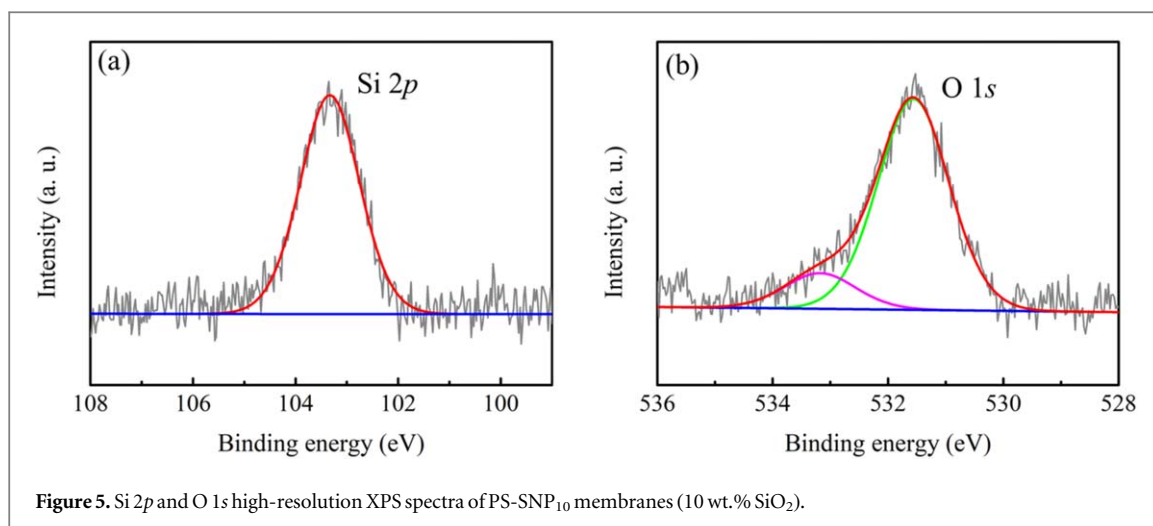 (a)
Si 2p
Intensity (a. u.)
108 106 104 102 100
Binding energy (eV)
(b)
O 1s
Intensity (a. u.)
536 534 532 530 528
Binding energy (eV)
Figure 5. Si 2p and O 1s high-resolution XPS spectra of PS-SNP₁₀ membranes (10 wt.% SiO₂).